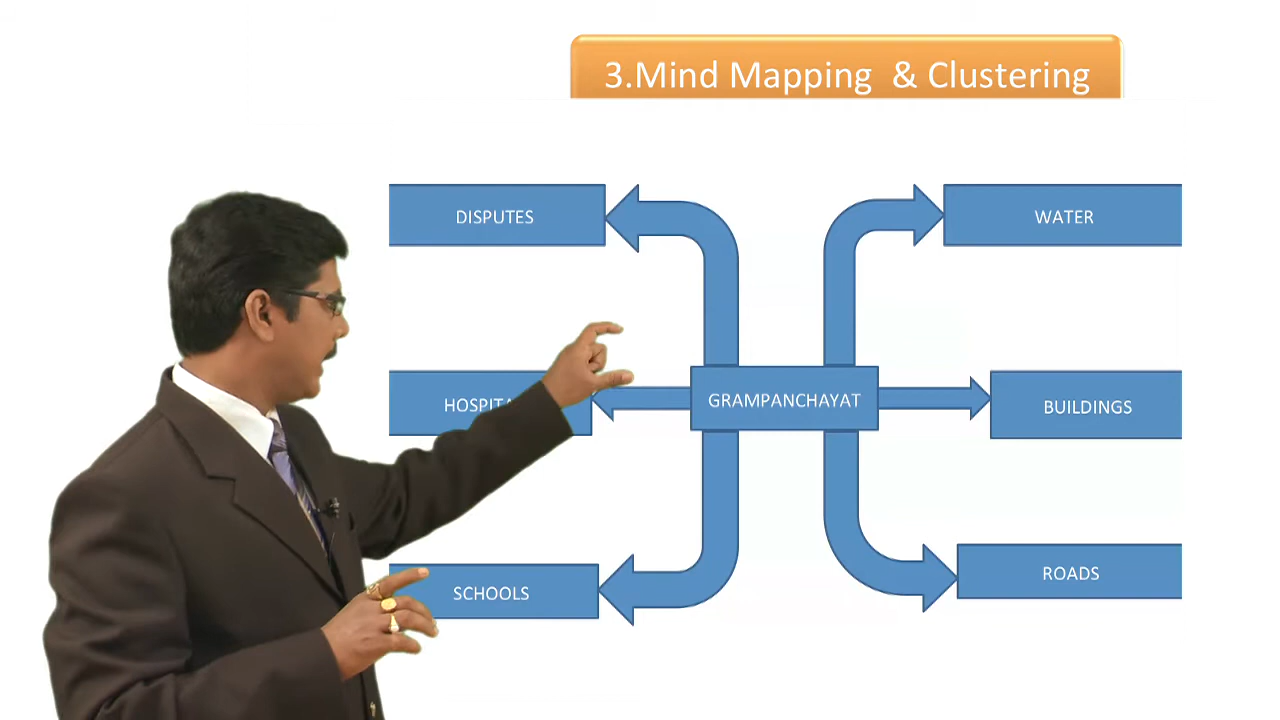 3.Mind Mapping & Clustering
DISPUTES
WATER
GRAMPANCHAYAT
BUILDINGS
SCHOOLS
ROADS